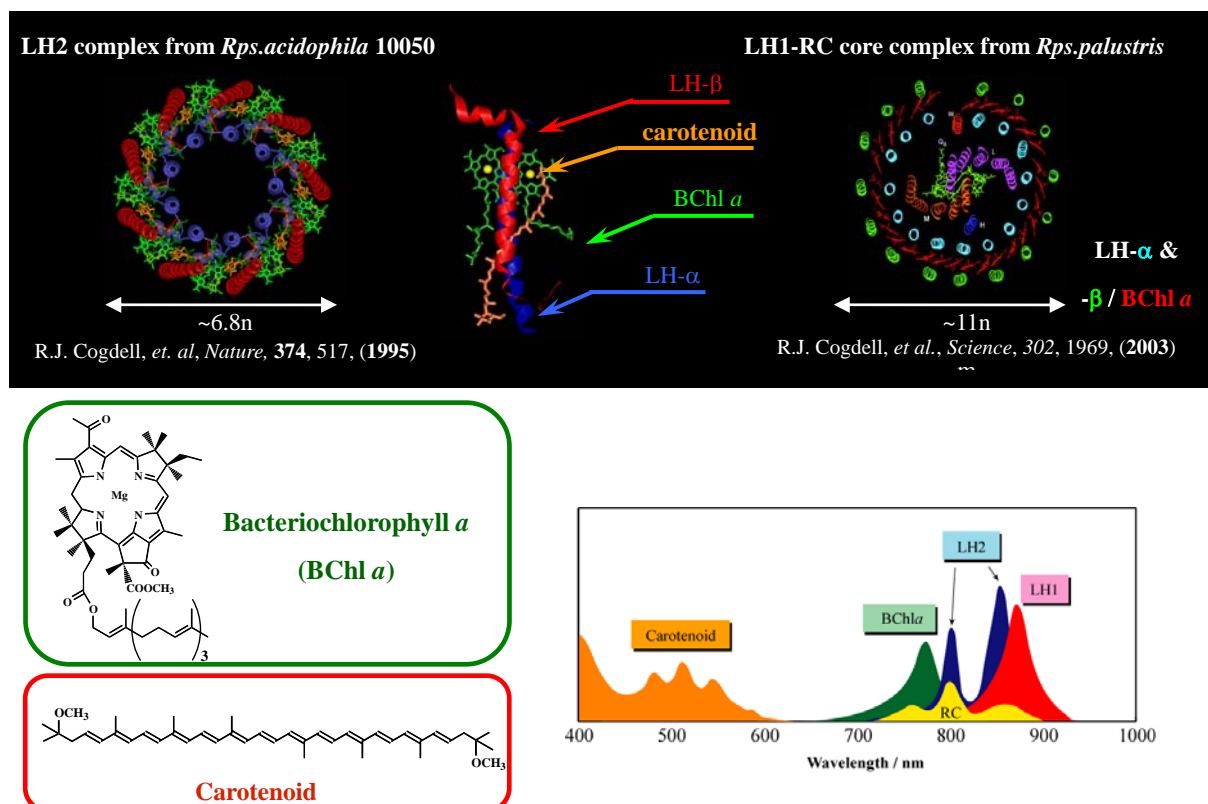 LH2 complex from Rps.acidophila 10050
LH1-RC core complex from Rps.palustris
LH-β
carotenoid
BChl a
LH-α
LH-α &
-β / BChl a
~6.8n
~11n
R.J. Cogdell, et. al, Nature, 374, 517, (1995)
R.J. Cogdell, et al., Science, 302, 1969, (2003)
M
L
H
O
N
N
Mg
N
N
O
COOCH3
O
O
3
Bacteriochlorophyll a
(BChl a)
OCH3
OCH3
Carotenoid
LH2
LH1
BChla
Carotenoid
RC
400
500
600
700
800
900
1000
Wavelength / nm